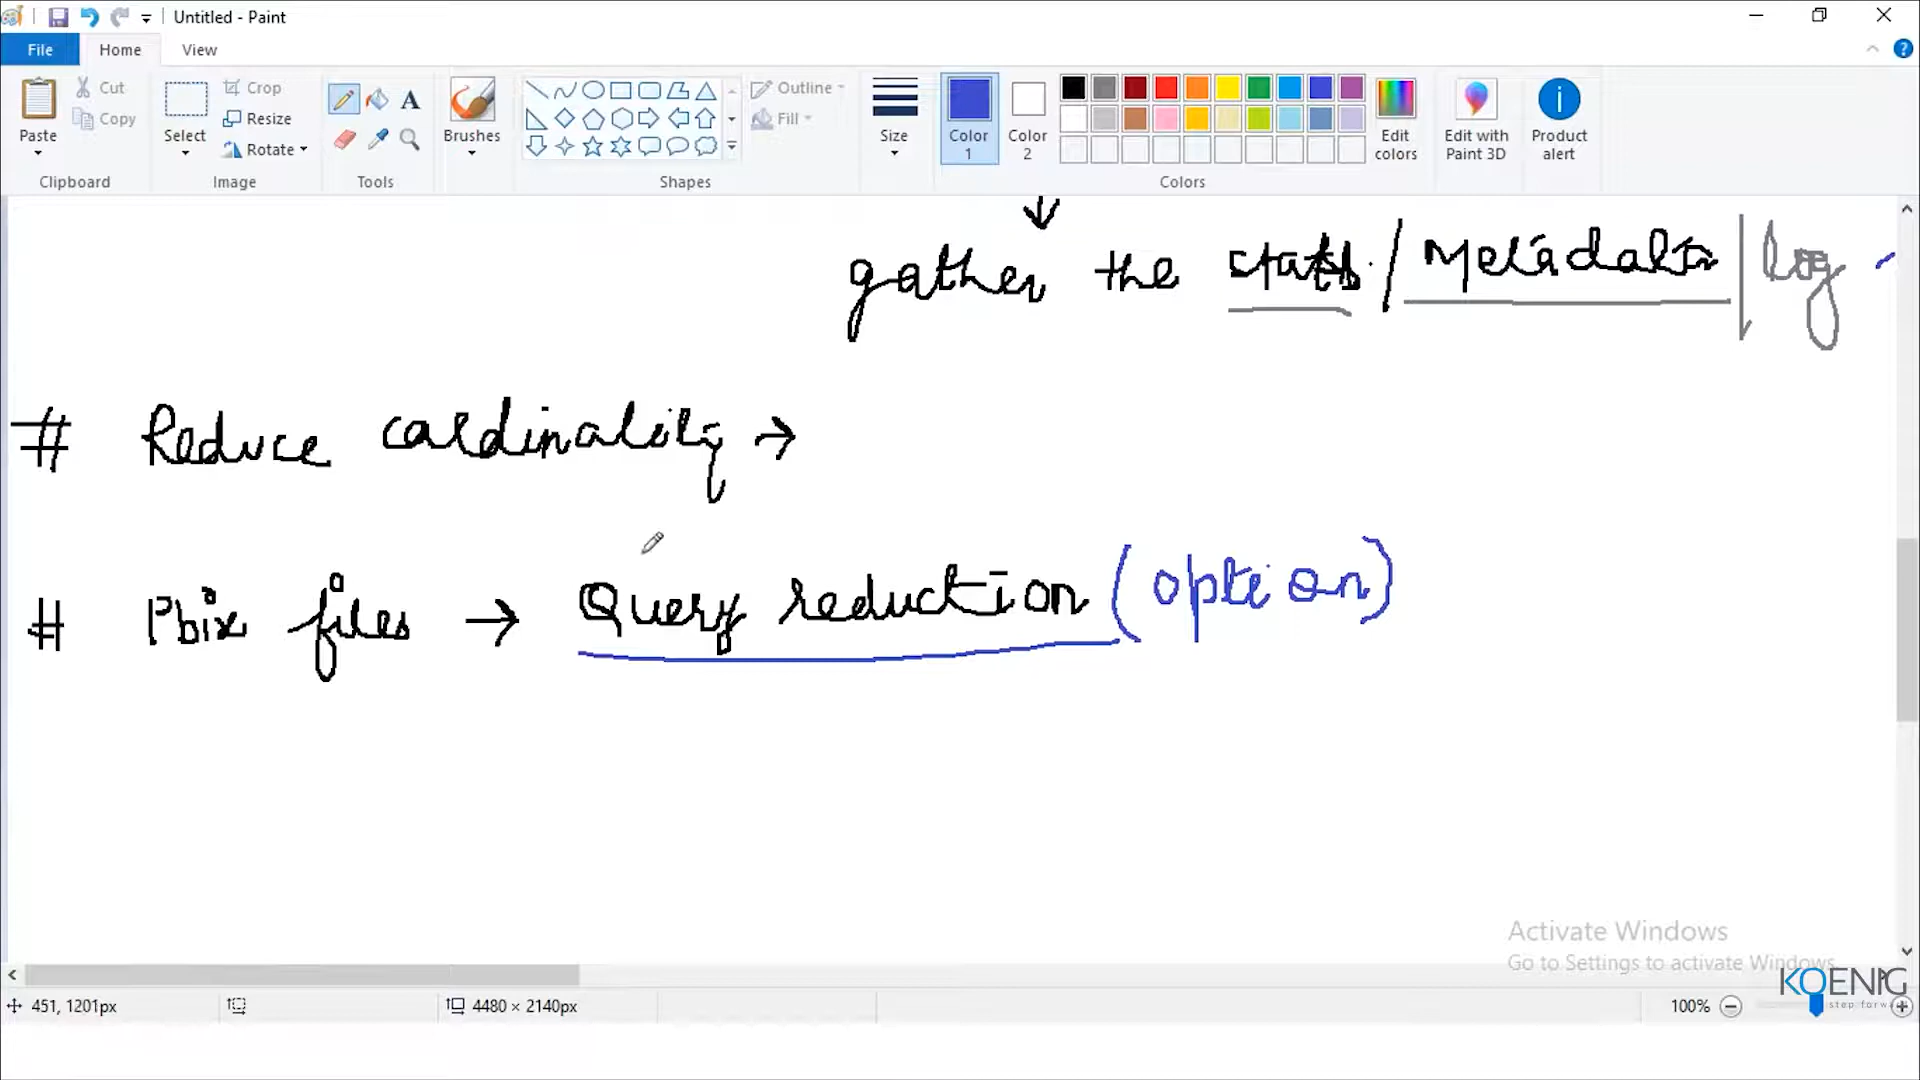 Untitled - Paint
File Home View
Paste Cut Copy Clipboard
Select Crop Resize Rotate Image
Tools
Brushes
Shapes
Outline Fill
Size
Color 1 Color 2 Edit colors Colors
Edit with Paint 3D
Product alert
gather the stats / Metadata | log
# Reduce cardinality →
# Pbix files → Query reduction (option)
Activate Windows
Go to Settings to activate Windows.
KOENIG
step forward
451, 1201px 4480 × 2140px 100%